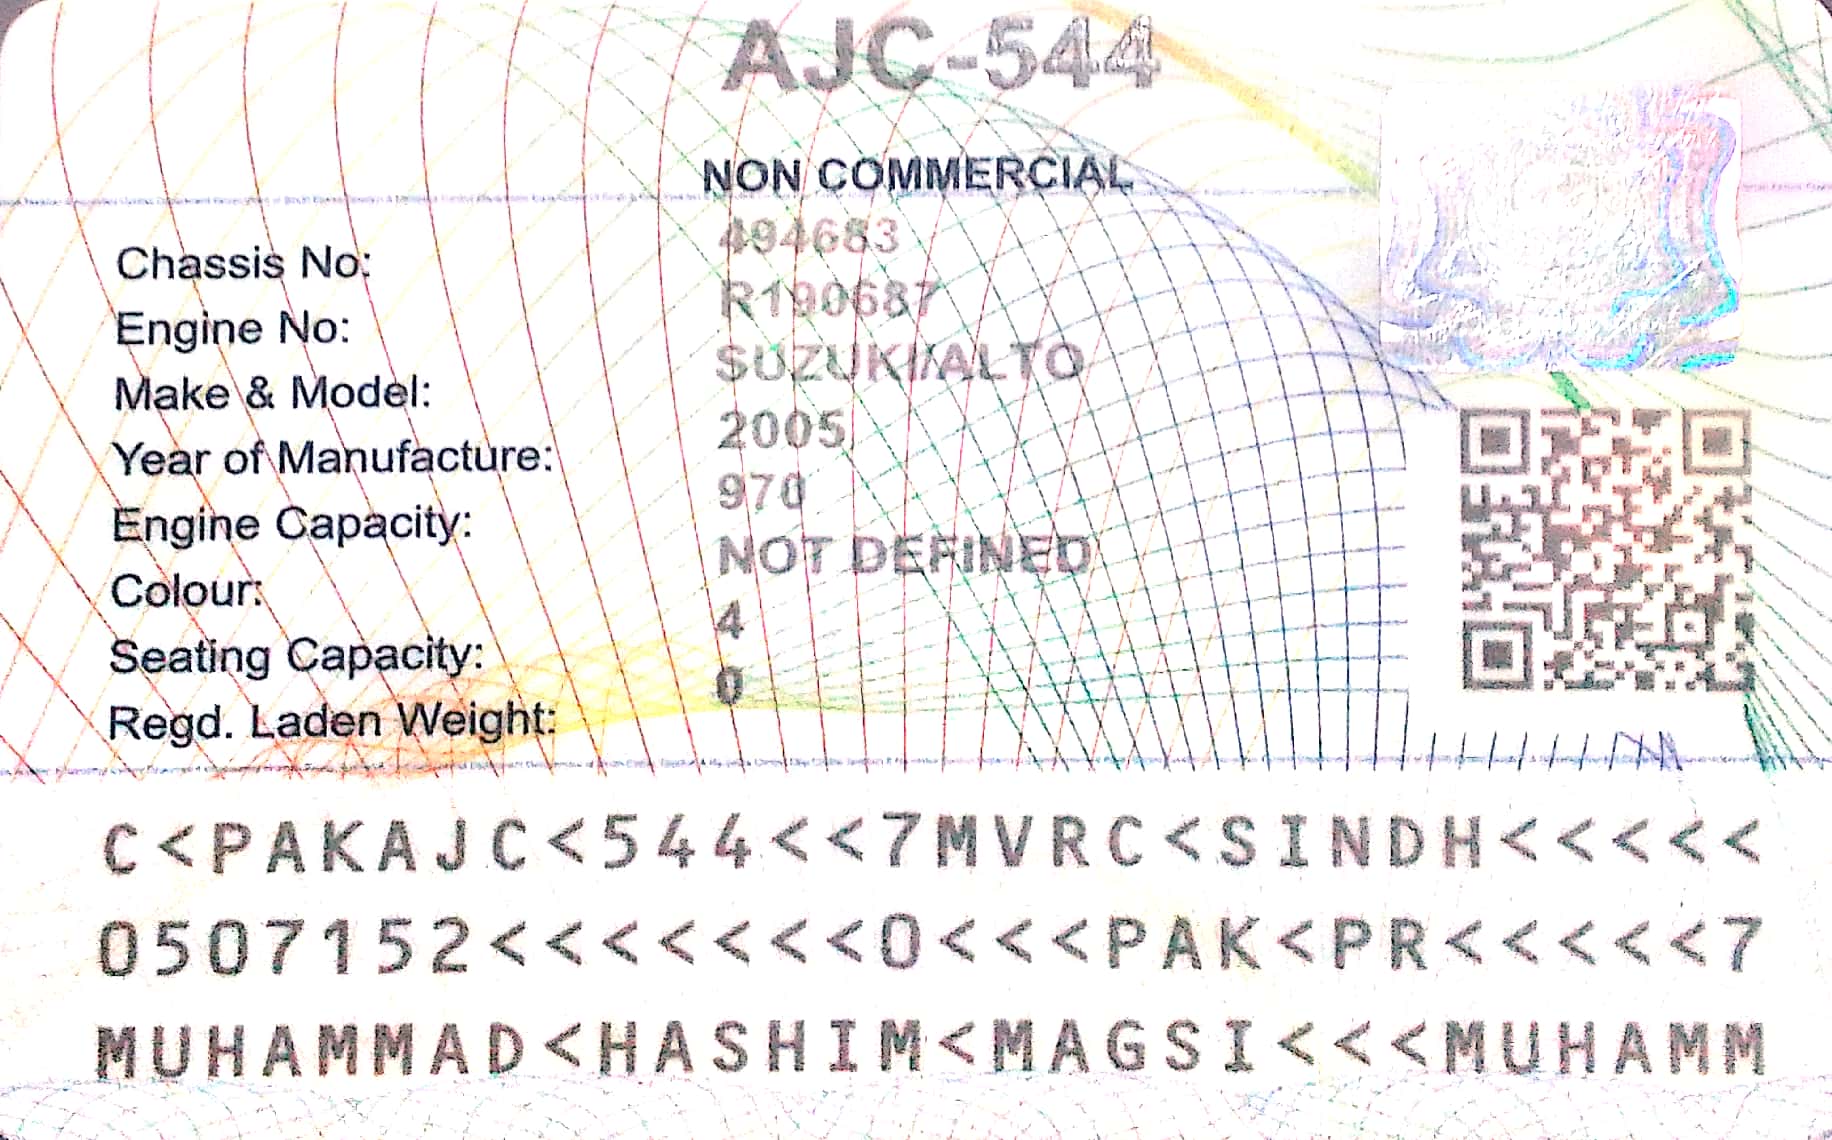 AJC-544
NON COMMERCIAL
Chassis No: 494683
Engine No: R190687
Make & Model: SUZUKI/ALTO
Year of Manufacture: 2005
Engine Capacity: 970
Colour: NOT DEFINED
Seating Capacity: 4
Regd. Laden Weight: 0
C<PAKAJC<544<<7MVRC<SINDH<<<<<
0507152<<<<<<<0<<<PAK<PR<<<<<7
MUHAMMAD<HASHIM<MAGSI<<<MUHAMM